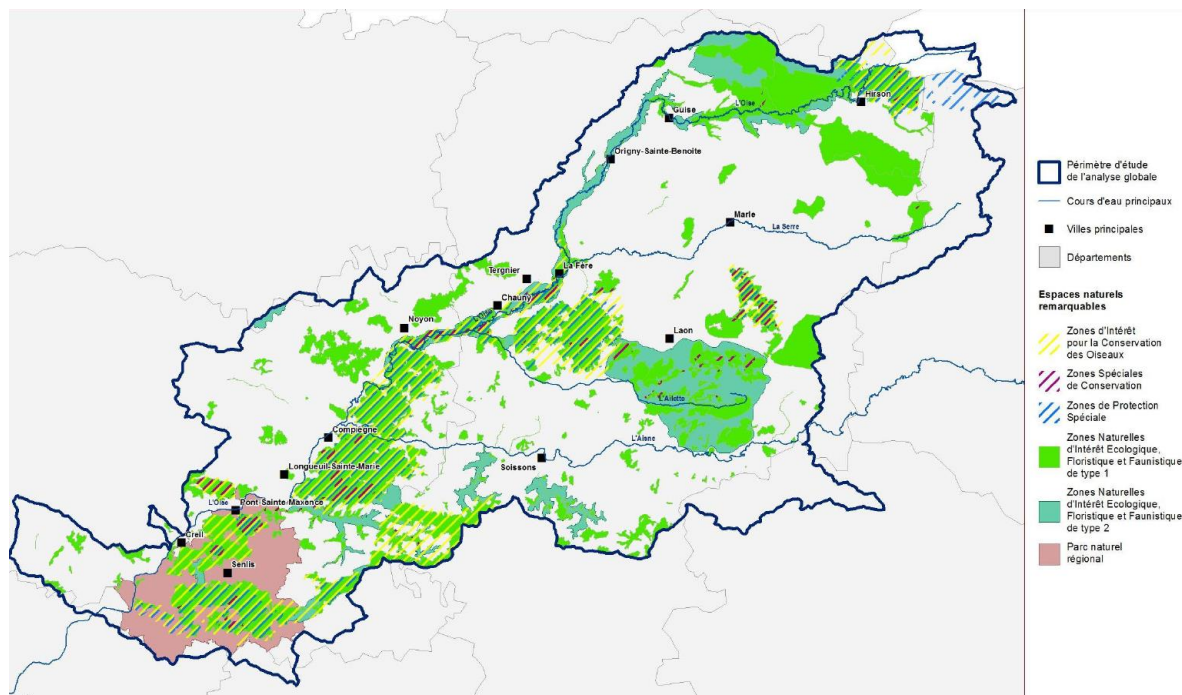 Hirson
Guise
L'Oise
Origny-Sainte-Benoite
Marle
La Serre
La Fère
Tergnier
Chauny
Noyon
Laon
L'Ailette
Compiègne
L'Aisne
Soissons
Longueuil-Sainte-Marie
L'Oise
Pont-Sainte-Maxence
Creil
Senlis
Périmètre d'étude
de l'analyse globale
Cours d'eau principaux
Villes principales
Départements
Espaces naturels
remarquables
Zones d'Intérêt
pour la Conservation
des Oiseaux
Zones Spéciales
de Conservation
Zones de Protection
Spéciale
Zones Naturelles
d'Intérêt Ecologique,
Floristique et Faunistique
de type 1
Zones Naturelles
d'Intérêt Ecologique,
Floristique et Faunistique
de type 2
Parc naturel
régional